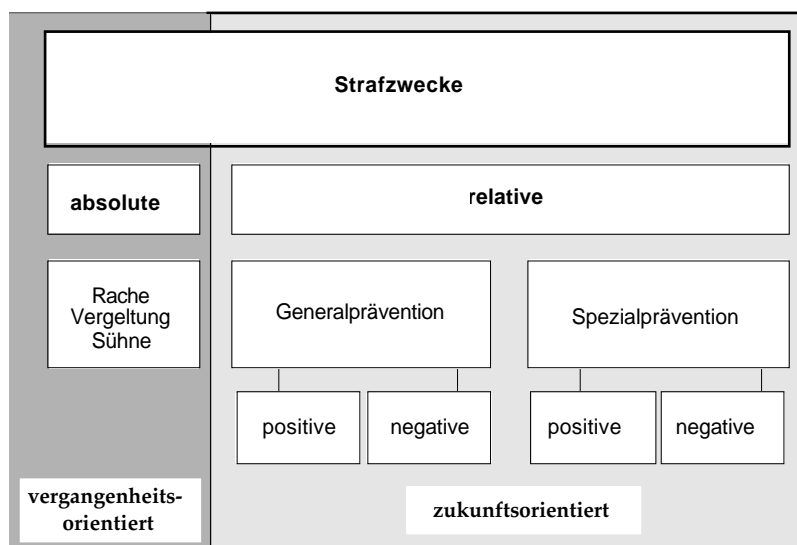 Strafzwecke
absolute
relative
Rache
Vergeltung
Sühne
Generalprävention
Spezialprävention
positive
negative
positive
negative
vergangenheits-
orientiert
zukunftsorientiert